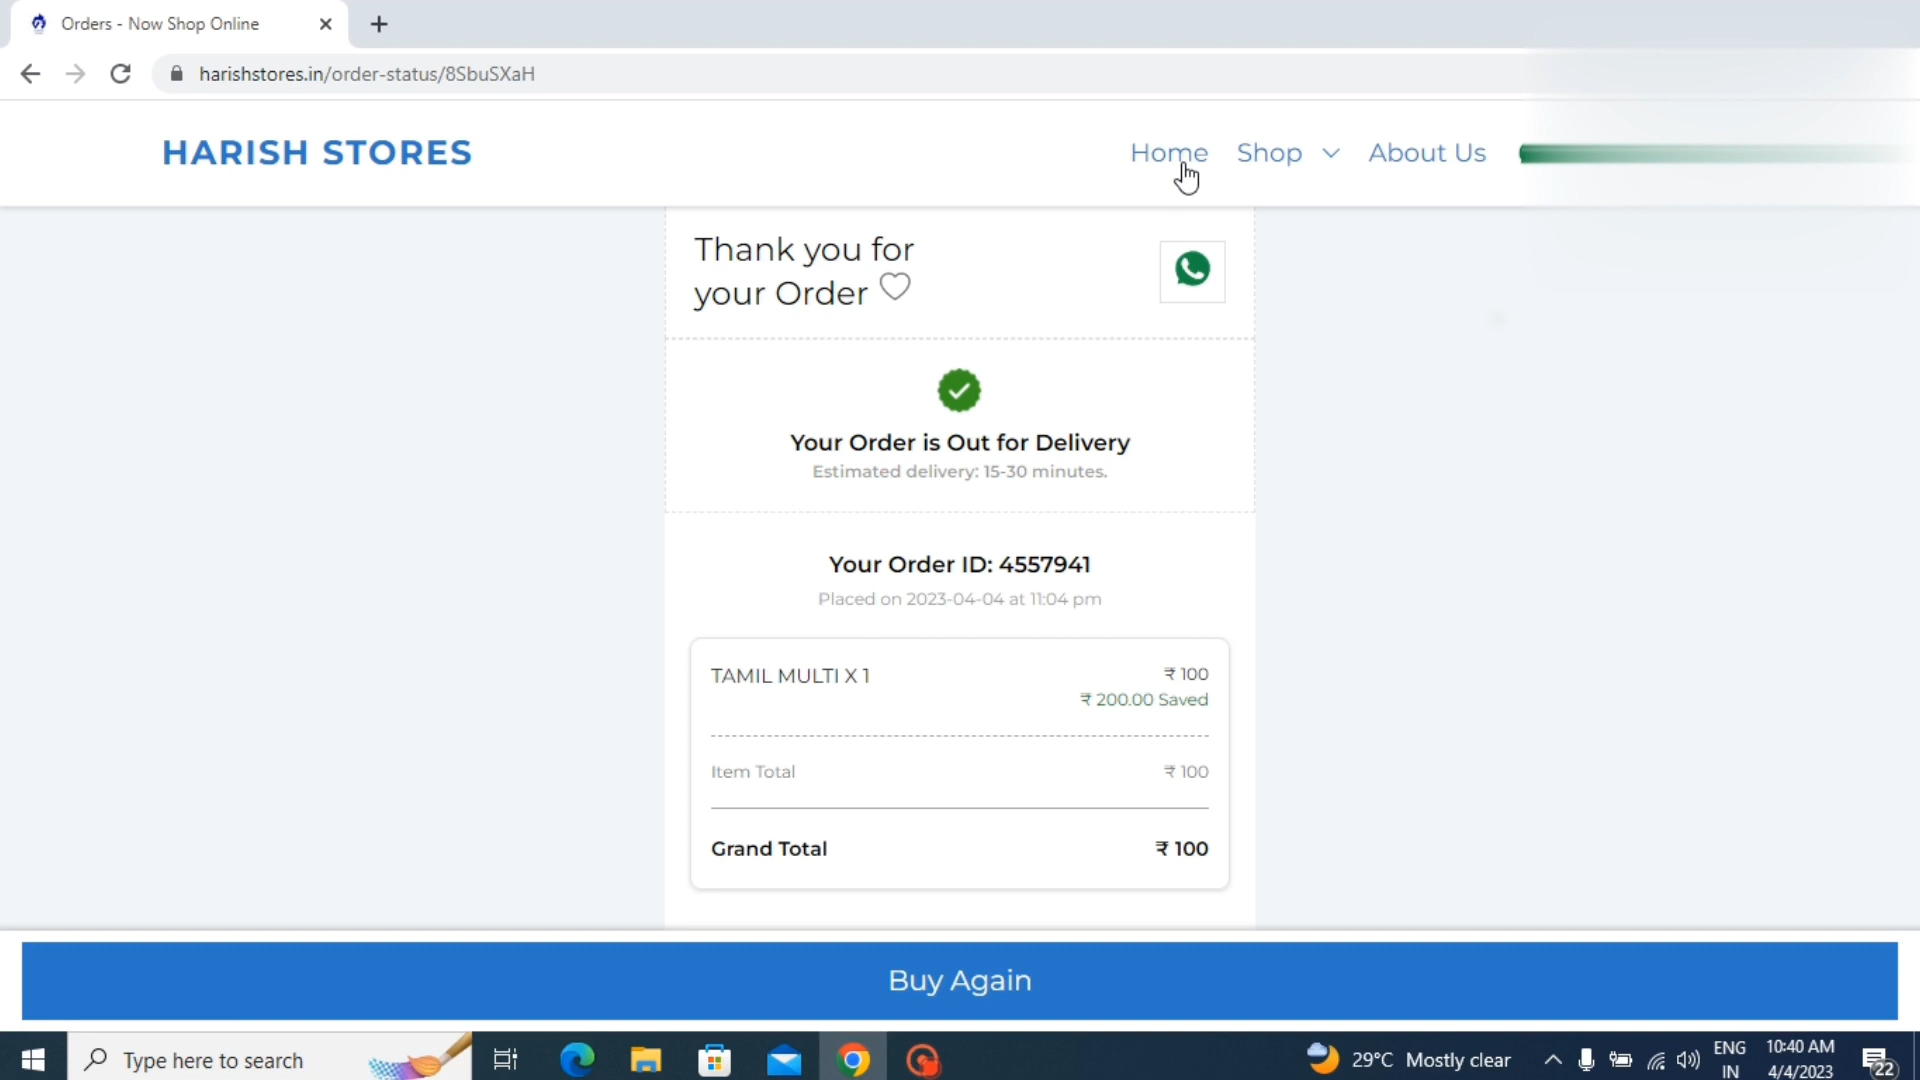 Orders - Now Shop Online
harishstores.in/order-status/8SbuSXaH
HARISH STORES
Home Shop About Us
Thank you for
your Order
Your Order is Out for Delivery
Estimated delivery: 15-30 minutes.
Your Order ID: 4557941
Placed on 2023-04-04 at 11:04 pm
TAMIL MULTI X 1 ₹ 100
₹ 200.00 Saved
Item Total ₹ 100
Grand Total ₹ 100
Buy Again
Type here to search
29°C Mostly clear
ENG
IN
10:40 AM
4/4/2023
22